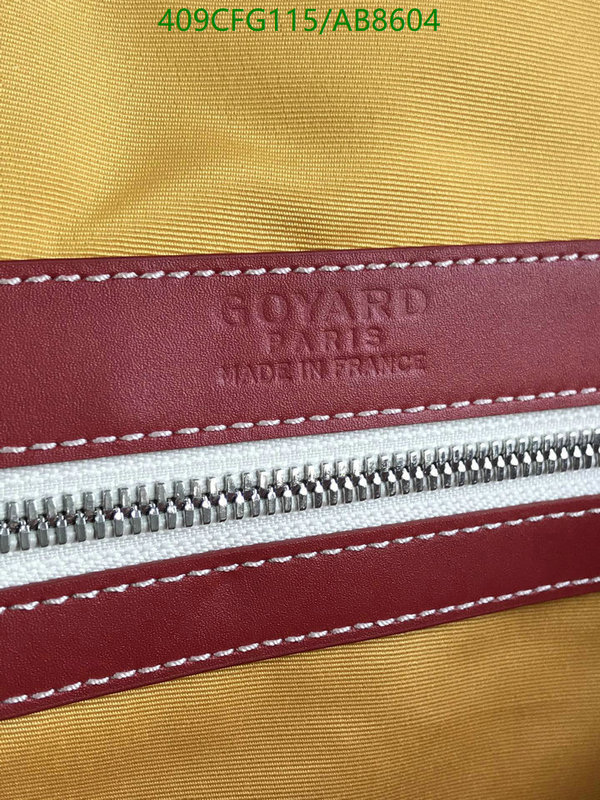 409CFG115/AB8604
GOYARD
PARIS
MADE IN FRANCE